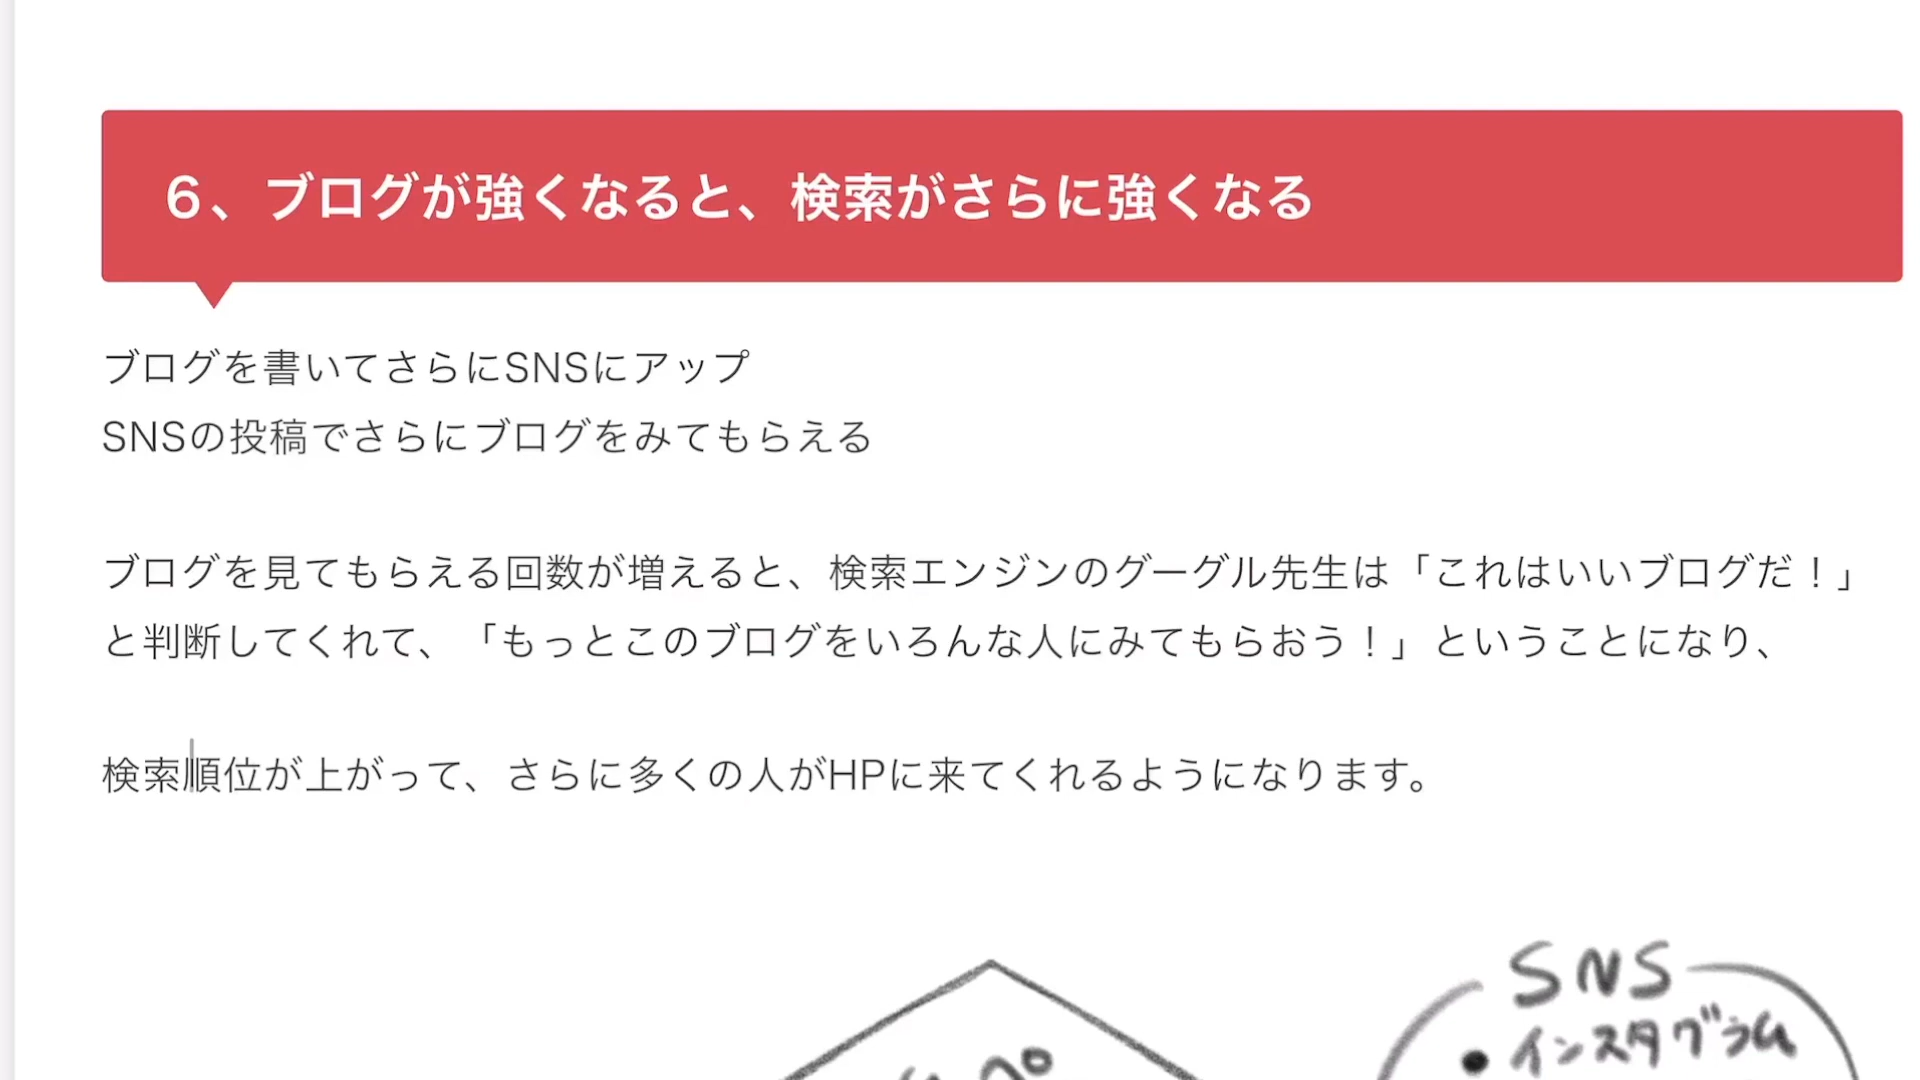 ６、ブログが強くなると、検索がさらに強くなる
ブログを書いてさらにSNSにアップ
SNSの投稿でさらにブログをみてもらえる
ブログを見てもらえる回数が増えると、検索エンジンのグーグル先生は「これはいいブログだ！」
と判断してくれて、「もっとこのブログをいろんな人にみてもらおう！」ということになり、
検索順位が上がって、さらに多くの人がHPに来てくれるようになります。
SNS
• インスタグラム